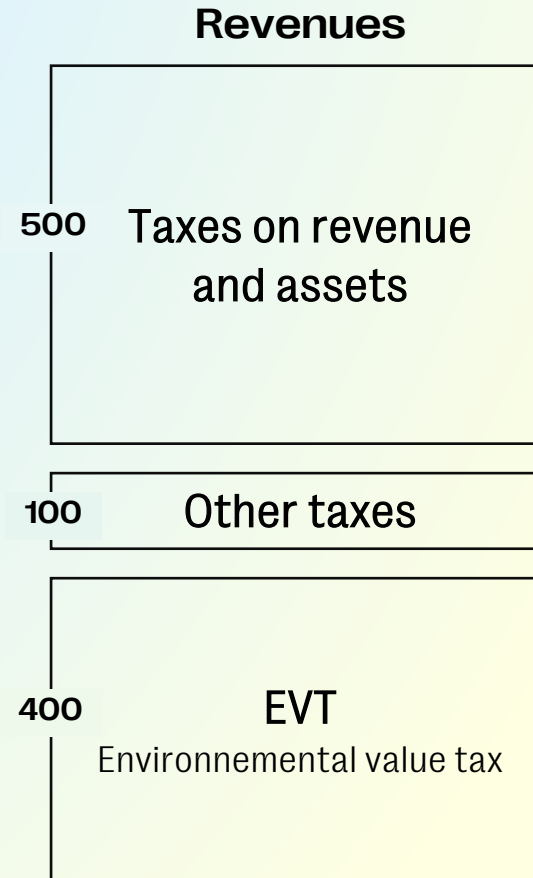 Revenues
500
Taxes on revenue
and assets
100
Other taxes
400
EVT
Environnemental value tax